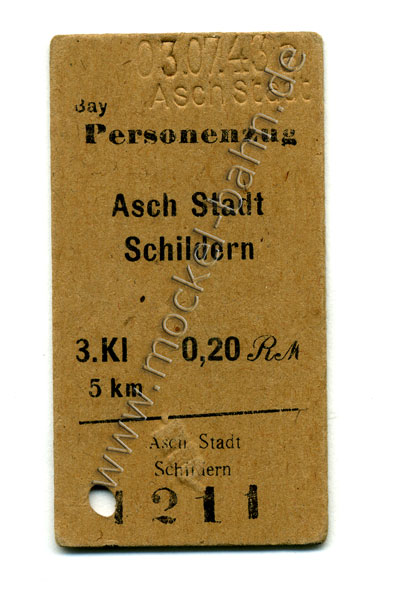 03.07.43 a
Asch Stadt
Bay
Personenzug
Asch Stadt
Schildern
3.Kl 0,20 RM
5 km
Asch Stadt
Schildern
1211
www.mockel-bahn.de